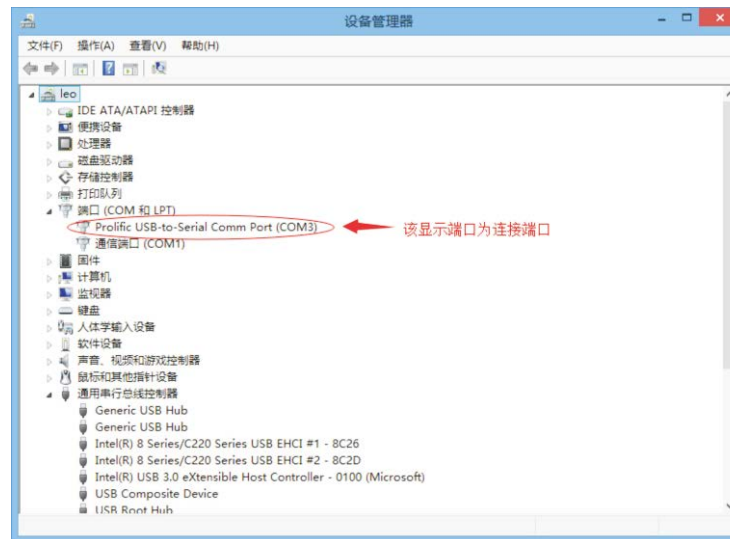 设备管理器
文件(F) 操作(A) 查看(V) 帮助(H)
leo
IDE ATA/ATAPI 控制器
便携设备
处理器
磁盘驱动器
存储控制器
打印队列
端口 (COM 和 LPT)
Prolific USB-to-Serial Comm Port (COM3) 该显示端口为连接端口
通信端口 (COM1)
固件
计算机
监视器
键盘
人体学输入设备
软件设备
声音、视频和游戏控制器
鼠标和其他指针设备
通用串行总线控制器
Generic USB Hub
Generic USB Hub
Intel(R) 8 Series/C220 Series USB EHCI #1 - 8C26
Intel(R) 8 Series/C220 Series USB EHCI #2 - 8C2D
Intel(R) USB 3.0 eXtensible Host Controller - 0100 (Microsoft)
USB Composite Device
USB Root Hub